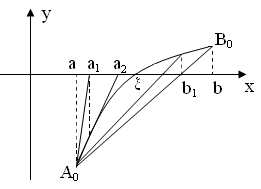 y
B₀
a a₁ a₂
ξ b₁ b x
A₀